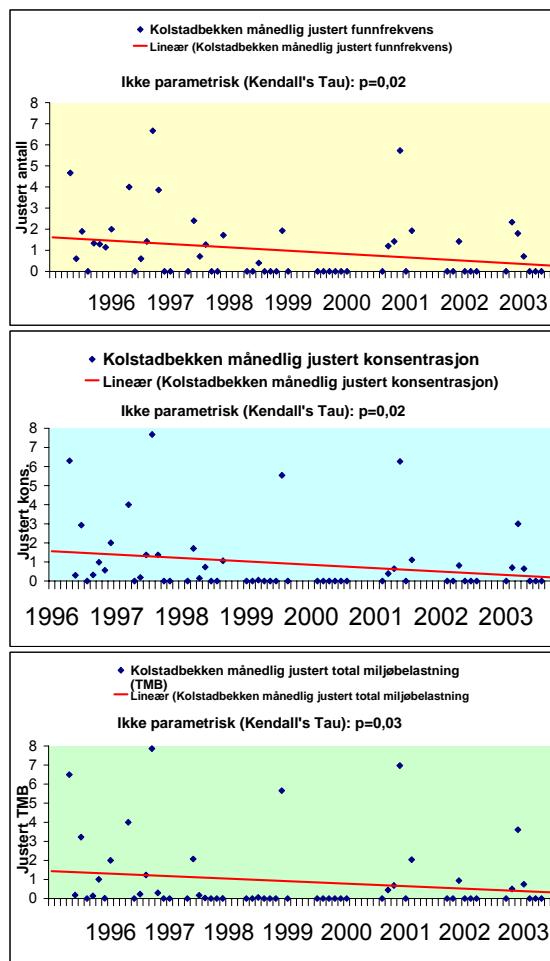 Kolstadbekken månedlig justert funnfrekvens
Lineær (Kolstadbekken månedlig justert funnfrekvens)
Ikke parametrisk (Kendall's Tau): p=0,02
Justert antall
8
7
6
5
4
3
2
1
0
1996 1997 1998 1999 2000 2001 2002 2003
Kolstadbekken månedlig justert konsentrasjon
Lineær (Kolstadbekken månedlig justert konsentrasjon)
Ikke parametrisk (Kendall's Tau): p=0,02
Justert kons.
8
7
6
5
4
3
2
1
0
1996 1997 1998 1999 2000 2001 2002 2003
Kolstadbekken månedlig justert total miljøbelastning
(TMB)
Lineær (Kolstadbekken månedlig justert total miljøbelastning
Ikke parametrisk (Kendall's Tau): p=0,03
Justert TMB
8
7
6
5
4
3
2
1
0
1996 1997 1998 1999 2000 2001 2002 2003